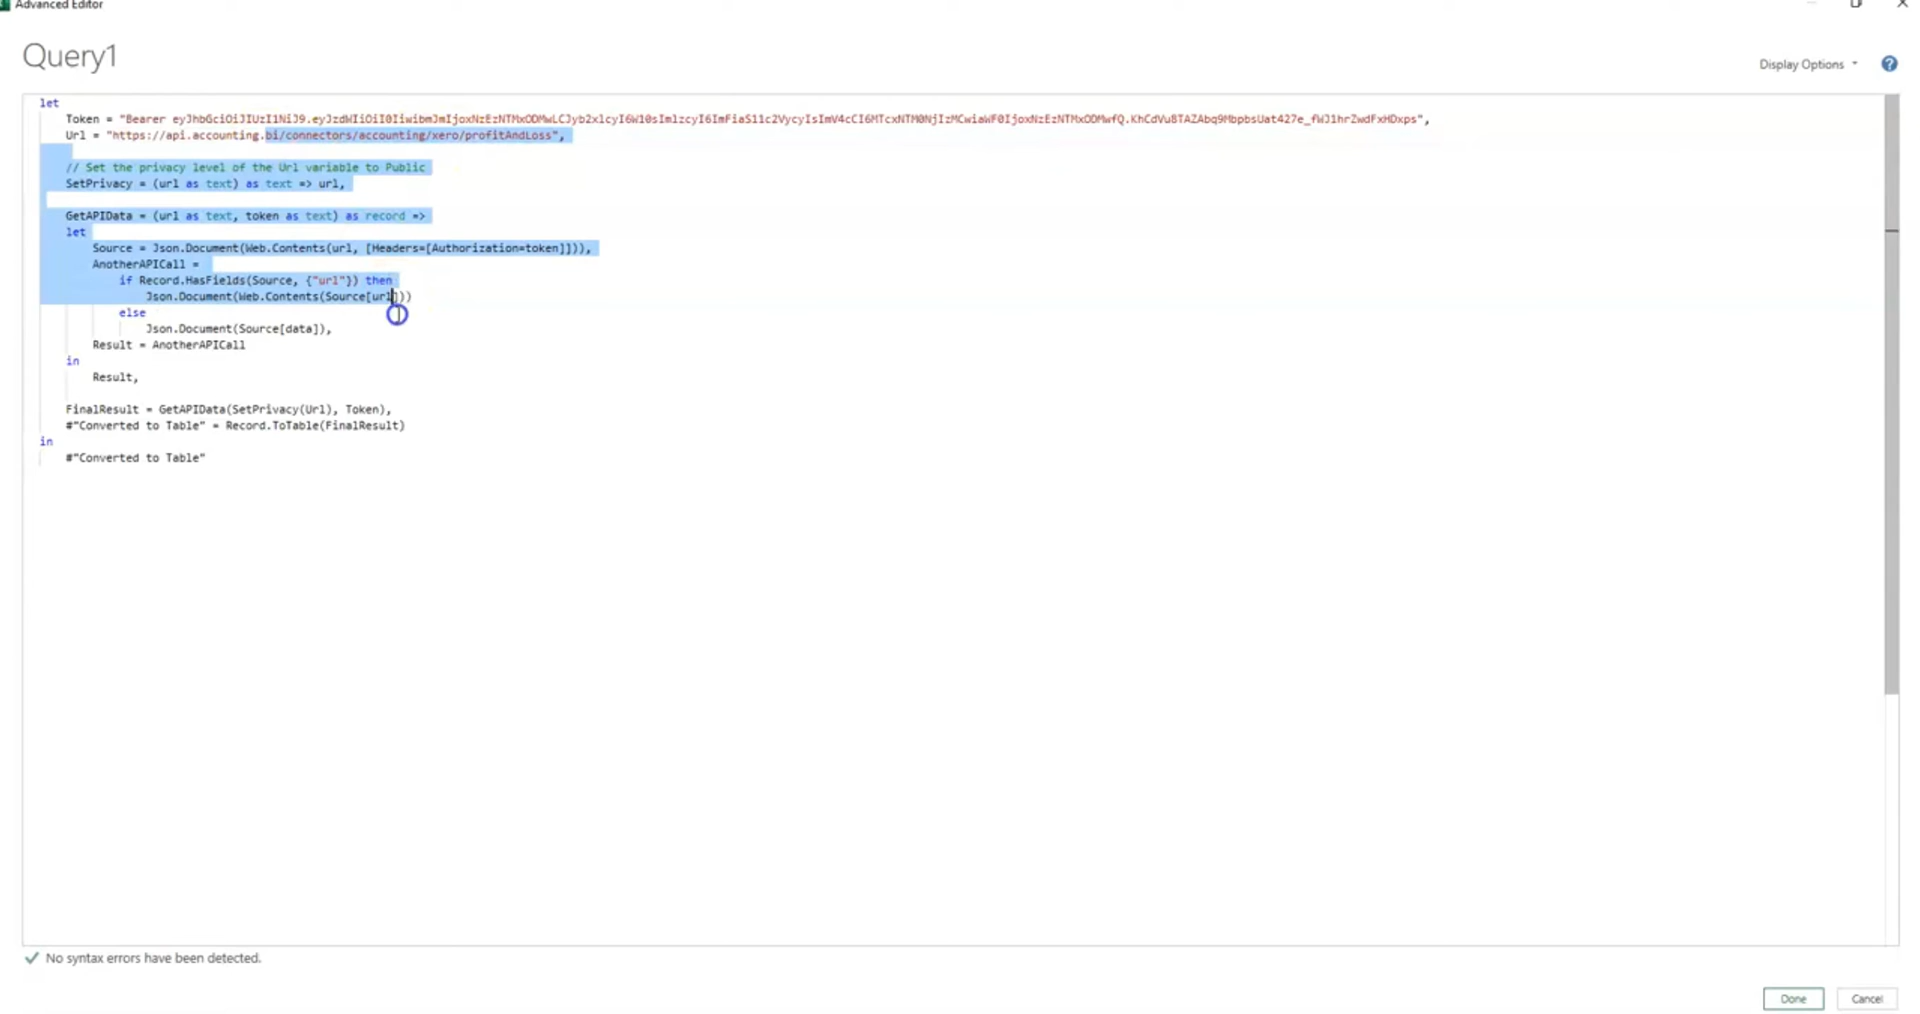 Advanced Editor
Query1
Display Options
?
let
Token = "Bearer
Url = "https://api.accounting.bi/connectors/accounting/xero/profitAndLoss",
// Set the privacy level of the Url variable to Public
SetPrivacy = (url as text) as text => url,
GetAPIData = (url as text, token as text) as record =>
let
Source = Json.Document(Web.Contents(url, [Headers=[Authorization=token]])),
AnotherAPICall =
if Record.HasFields(Source, {"url"}) then
Json.Document(Web.Contents(Source[url]))
else
Json.Document(Source[data]),
Result = AnotherAPICall
in
Result,
FinalResult = GetAPIData(SetPrivacy(Url), Token),
#"Converted to Table" = Record.ToTable(FinalResult)
in
#"Converted to Table"
No syntax errors have been detected.
Done
Cancel